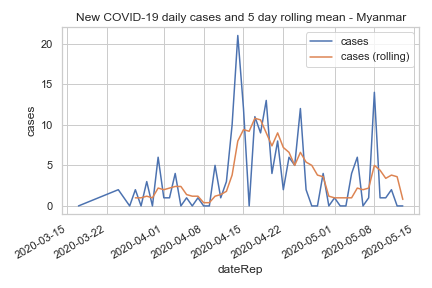 New COVID-19 daily cases and 5 day rolling mean - Myanmar
cases
cases (rolling)
20
15
10
5
0
cases
2020-03-15
2020-03-22
2020-04-01
2020-04-08
2020-04-15
2020-04-22
2020-05-01
2020-05-08
2020-05-15
dateRep